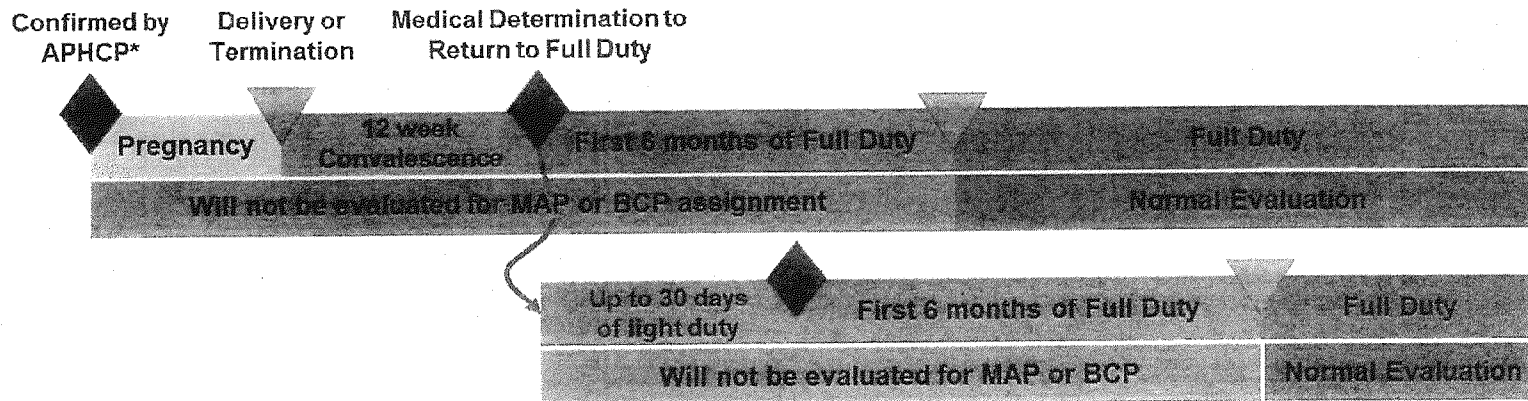 Confirmed by
APHCP*
Delivery or
Termination
Medical Determination to
Return to Full Duty
Pregnancy
12 week
Convalescence
First 6 months of Full Duty
Full Duty
Will not be evaluated for MAP or BCP assignment
Normal Evaluation
Up to 30 days
of light duty
First 6 months of Full Duty
Full Duty
Will not be evaluated for MAP or BCP
Normal Evaluation